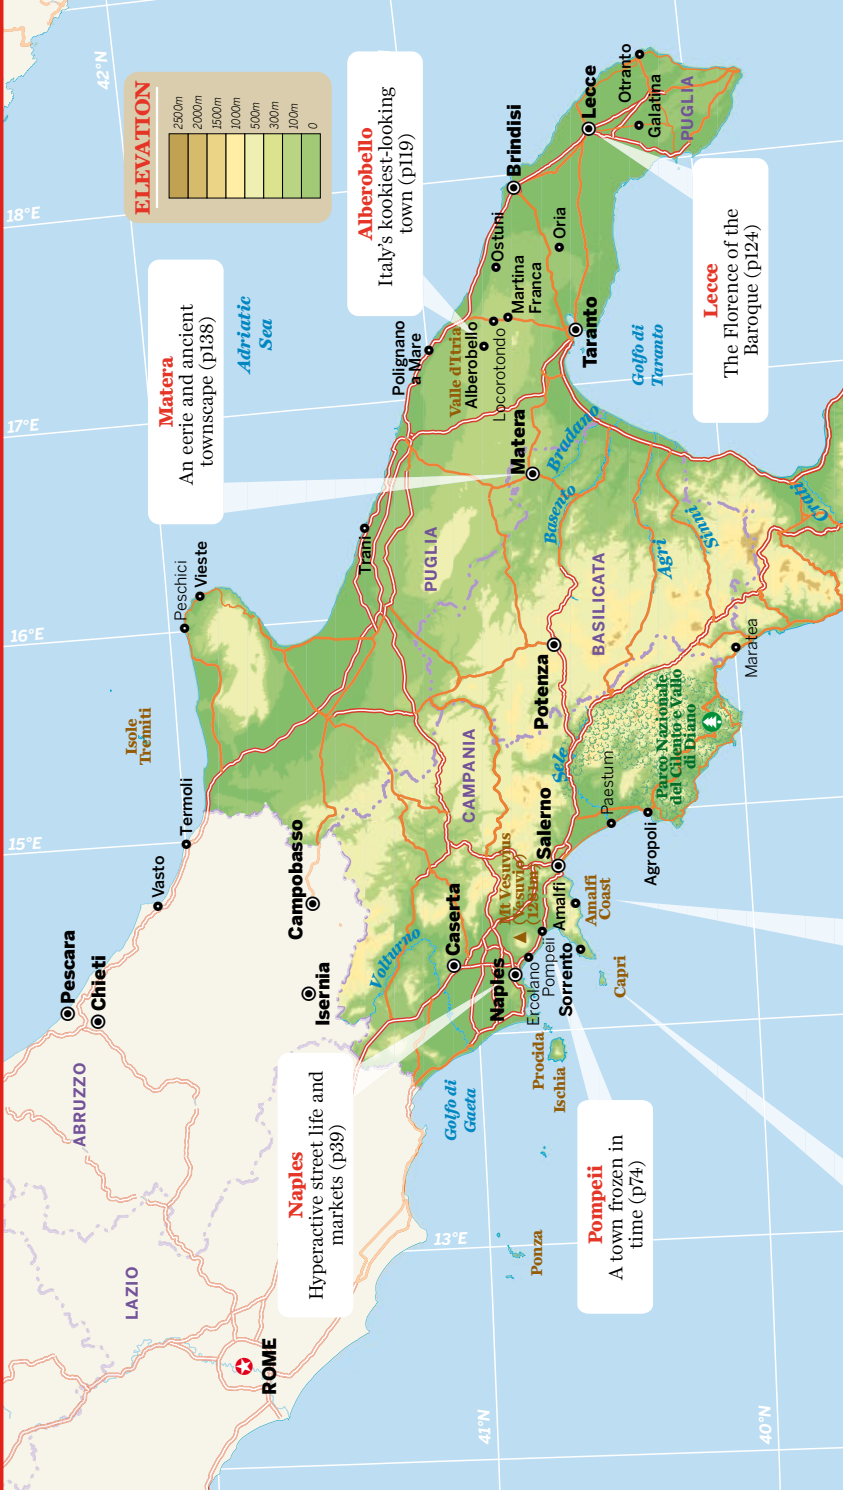 42°N
18°E
17°E
16°E
15°E
13°E
41°N
40°N
ELEVATION
2500m
2000m
1500m
1000m
500m
300m
100m
0
Alberobello
Italy's kookiest-looking
town (p119)
Matera
An eerie and ancient
townscape (p138)
Lecce
The Florence of the
Baroque (p124)
Naples
Hyperactive street life and
markets (p39)
Pompeii
A town frozen in
time (p74)
Adriatic
Sea
Golfo di
Taranto
Golfo di
Gaeta
LAZIO
ABRUZZO
CAMPANIA
PUGLIA
BASILICATA
PUGLIA
ROME
Pescara
Chieti
Vasto
Termoli
Isole
Tremiti
Peschici
Vieste
Campobasso
Isernia
Volturno
Caserta
Naples
Ercolano
Pompeii
Sorrento
Mt Vesuvius
(Vesuvio)
(1281m)
Salerno
Amalfi
Amalfi
Coast
Capri
Procida
Ischia
Ponza
Sele
Paestum
Agropoli
Parco Nazionale
del Cilento e Vallo
di Diano
Potenza
Maratea
Trani
Matera
Bradano
Basento
Agri
Sinni
Crati
Polignano
a Mare
Valle d'Itria
Alberobello
Locorotondo
Martina
Franca
Ostuni
Oria
Taranto
Brindisi
Lecce
Otranto
Galatina